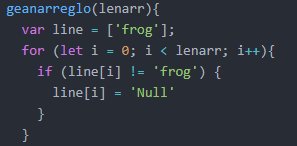 geanarreglo(lenarr){
  var line = ['frog'];
  for (let i = 0; i < lenarr; i++){
    if (line[i] != 'frog') {
      line[i] = 'Null'
    }
  }